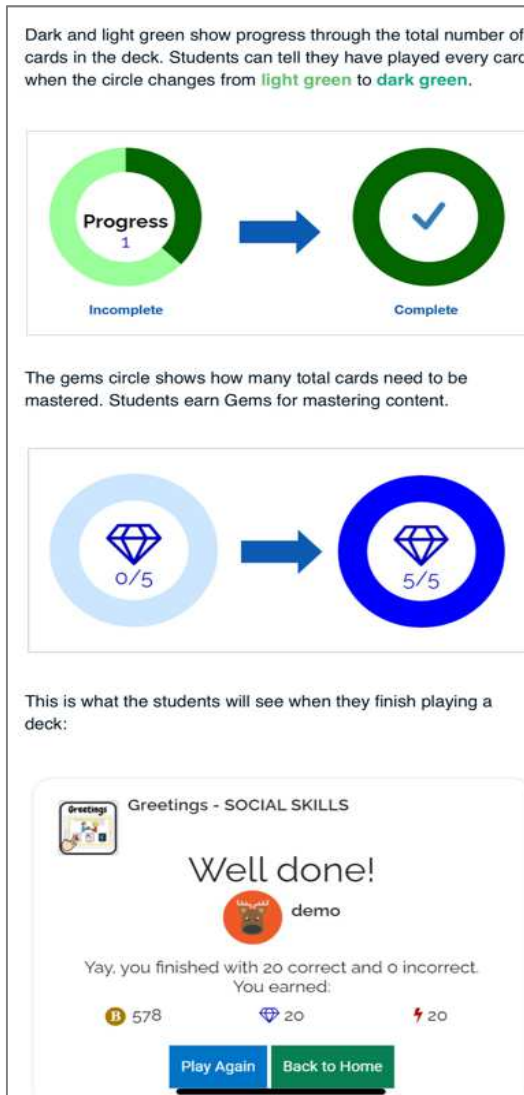 Dark and light green show progress through the total number of
cards in the deck. Students can tell they have played every card
when the circle changes from light green to dark green.
Progress
1
Incomplete
Complete
The gems circle shows how many total cards need to be
mastered. Students earn Gems for mastering content.
0/5
5/5
This is what the students will see when they finish playing a
deck:
Greetings
Greetings - SOCIAL SKILLS
Well done!
demo
Yay, you finished with 20 correct and 0 incorrect.
You earned:
B 578 20 20
Play Again Back to Home